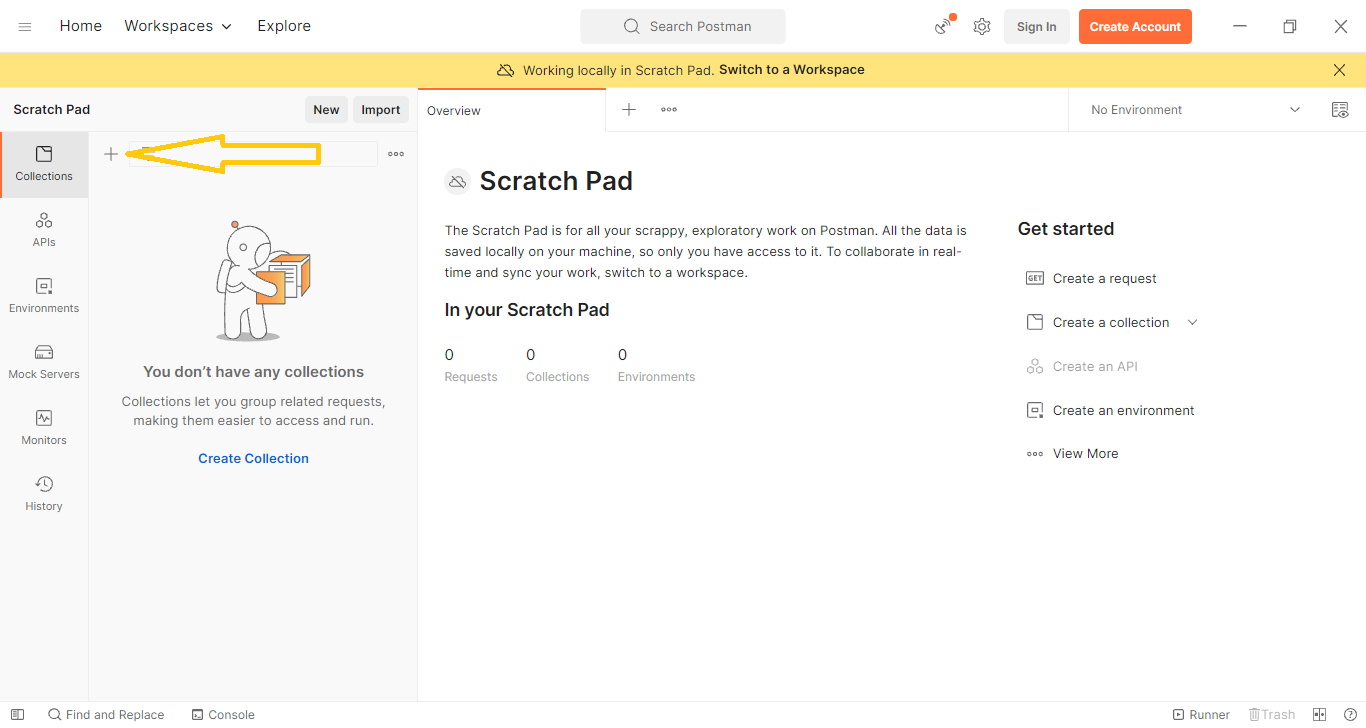 Home Workspaces Explore Search Postman Sign In Create Account
Working locally in Scratch Pad. Switch to a Workspace
Scratch Pad New Import Overview No Environment
Collections
APIs
Environments
Mock Servers
Monitors
History
You don’t have any collections
Collections let you group related requests,
making them easier to access and run.
Create Collection
Scratch Pad
The Scratch Pad is for all your scrappy, exploratory work on Postman. All the data is
saved locally on your machine, so only you have access to it. To collaborate in real-
time and sync your work, switch to a workspace.
In your Scratch Pad
0 0 0
Requests Collections Environments
Get started
GET Create a request
Create a collection
Create an API
Create an environment
View More
Find and Replace Console Runner Trash